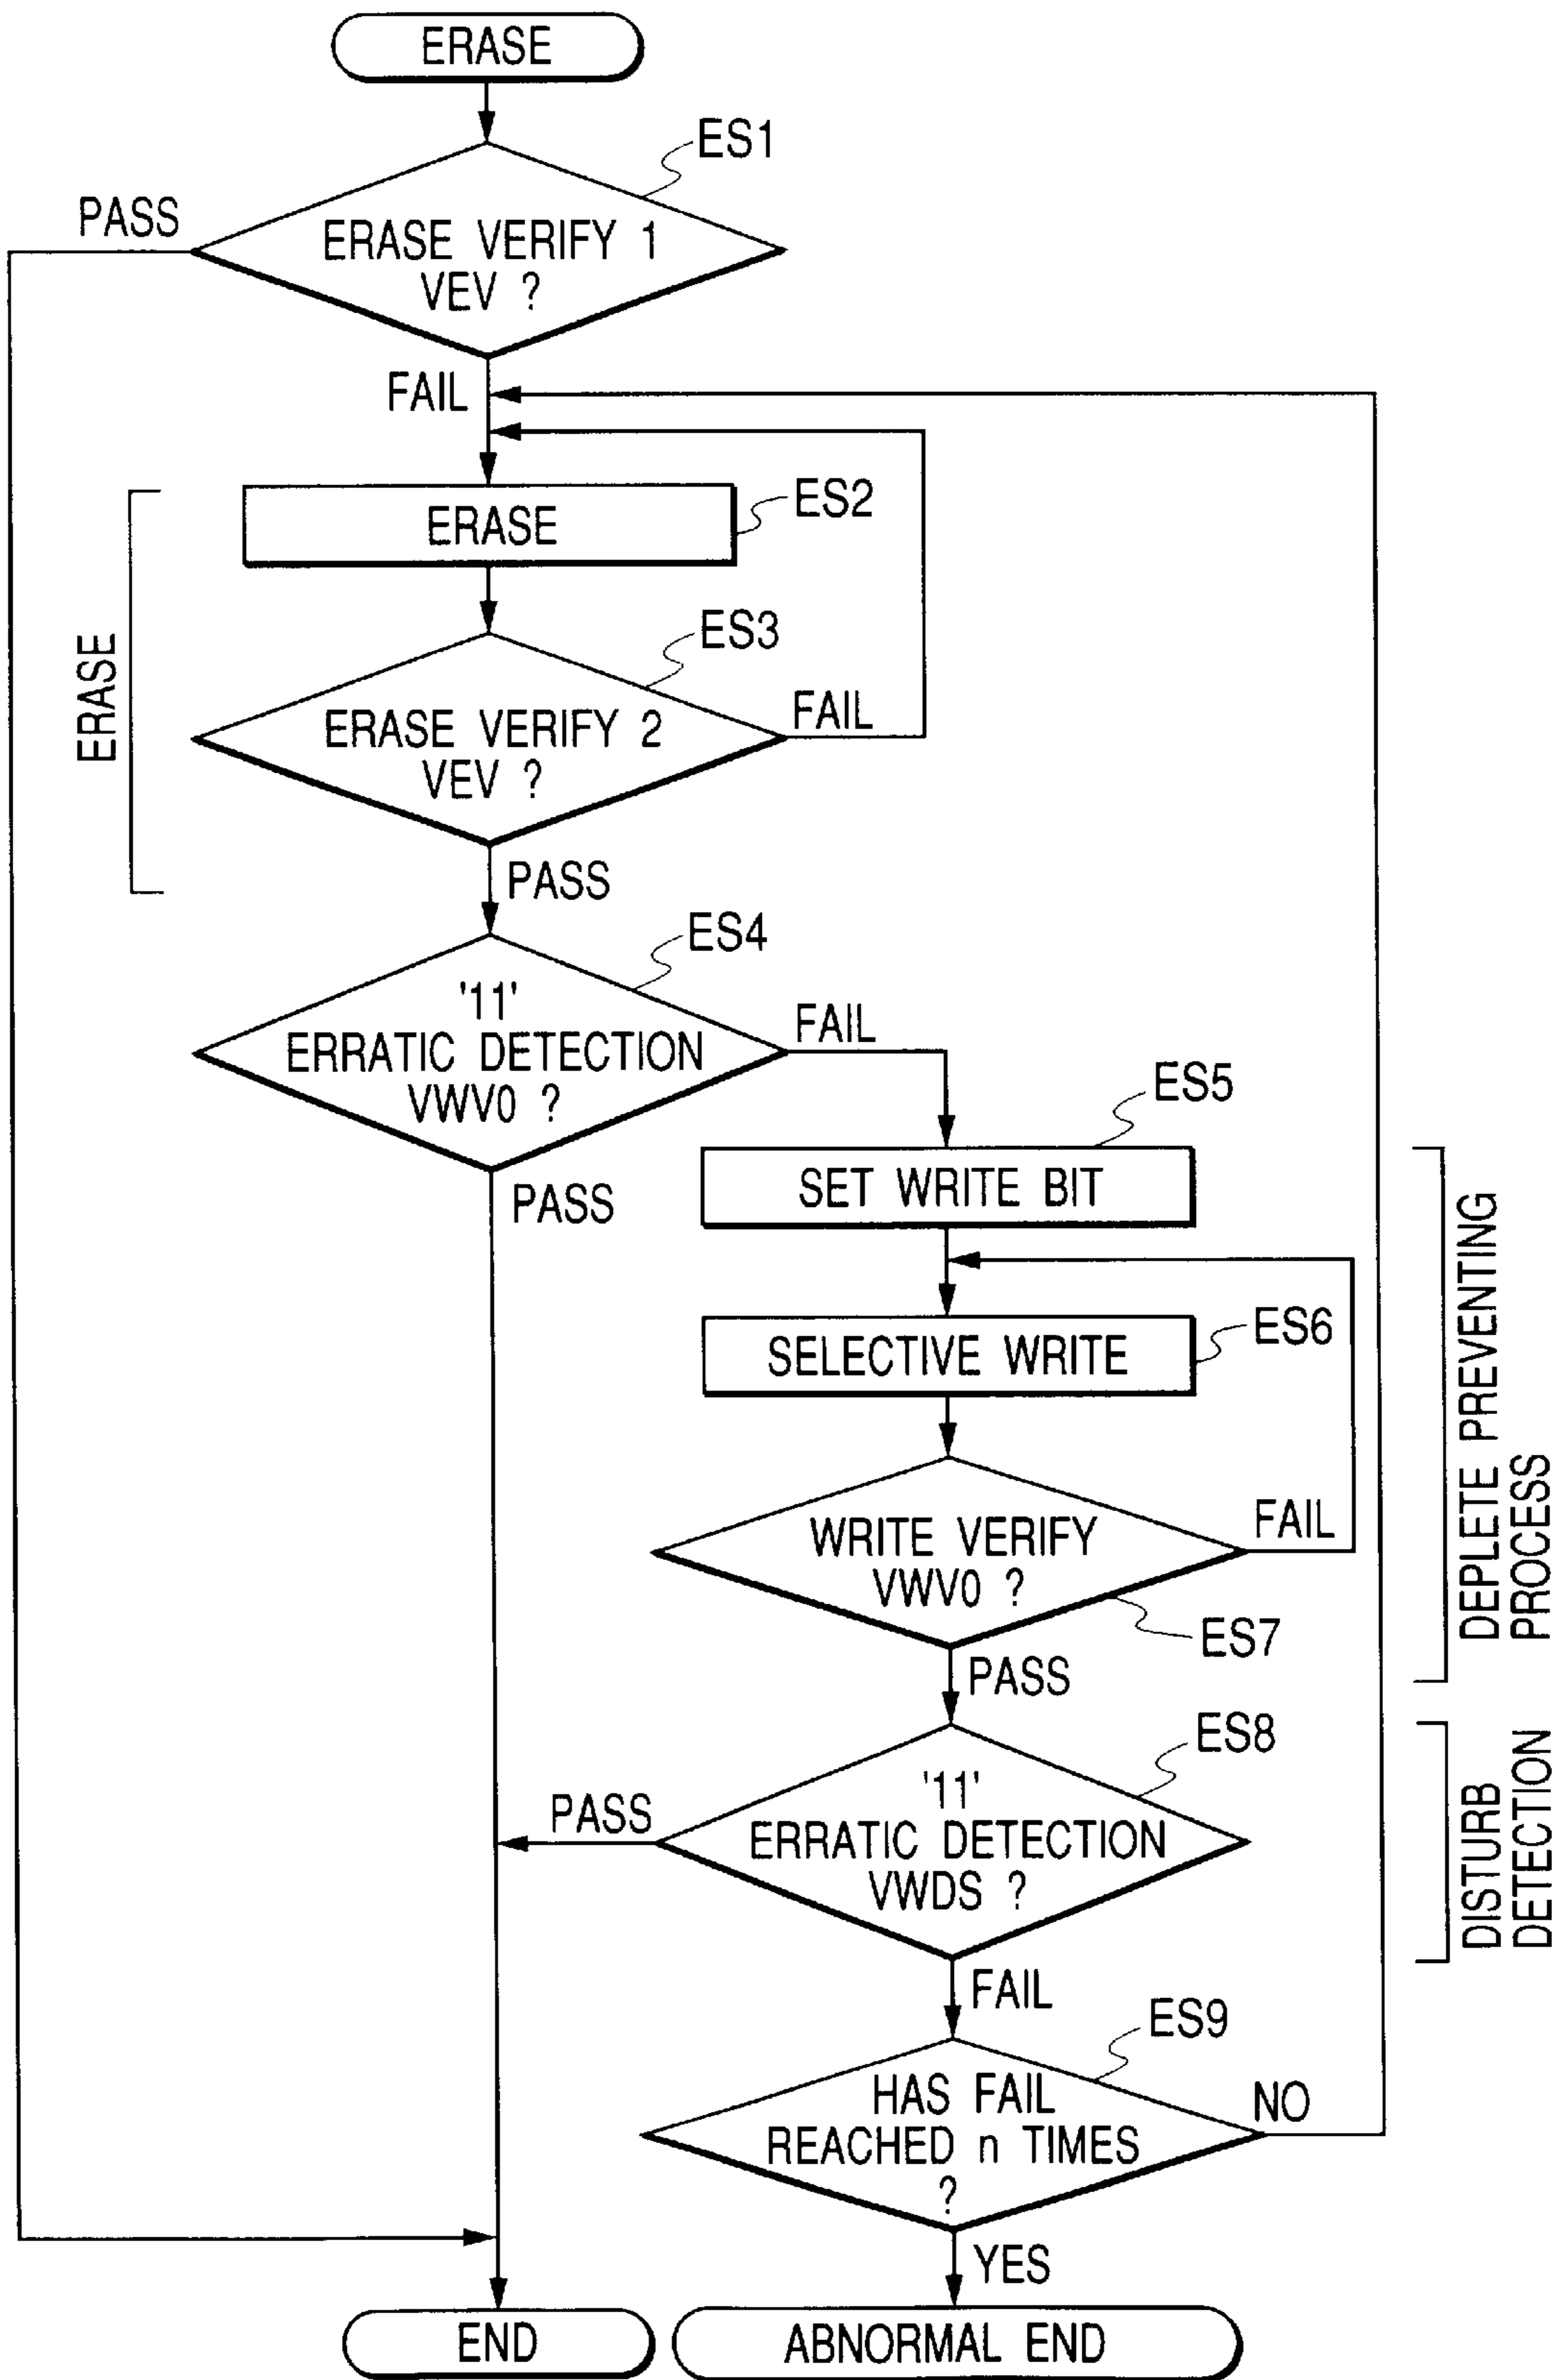 ERASE
ES1
PASS
ERASE VERIFY 1
VEV ?
FAIL
ERASE
ES2
ERASE
ES3
ERASE VERIFY 2
VEV ?
FAIL
PASS
ES4
'11'
ERRATIC DETECTION
VWV0 ?
FAIL
PASS
ES5
SET WRITE BIT
SELECTIVE WRITE
ES6
WRITE VERIFY
VWV0 ?
FAIL
ES7
PASS
DEPLETE PREVENTING
PROCESS
ES8
'11'
ERRATIC DETECTION
VWDS ?
PASS
FAIL
DISTURB
DETECTION
ES9
HAS FAIL
REACHED n TIMES
?
NO
YES
END
ABNORMAL END